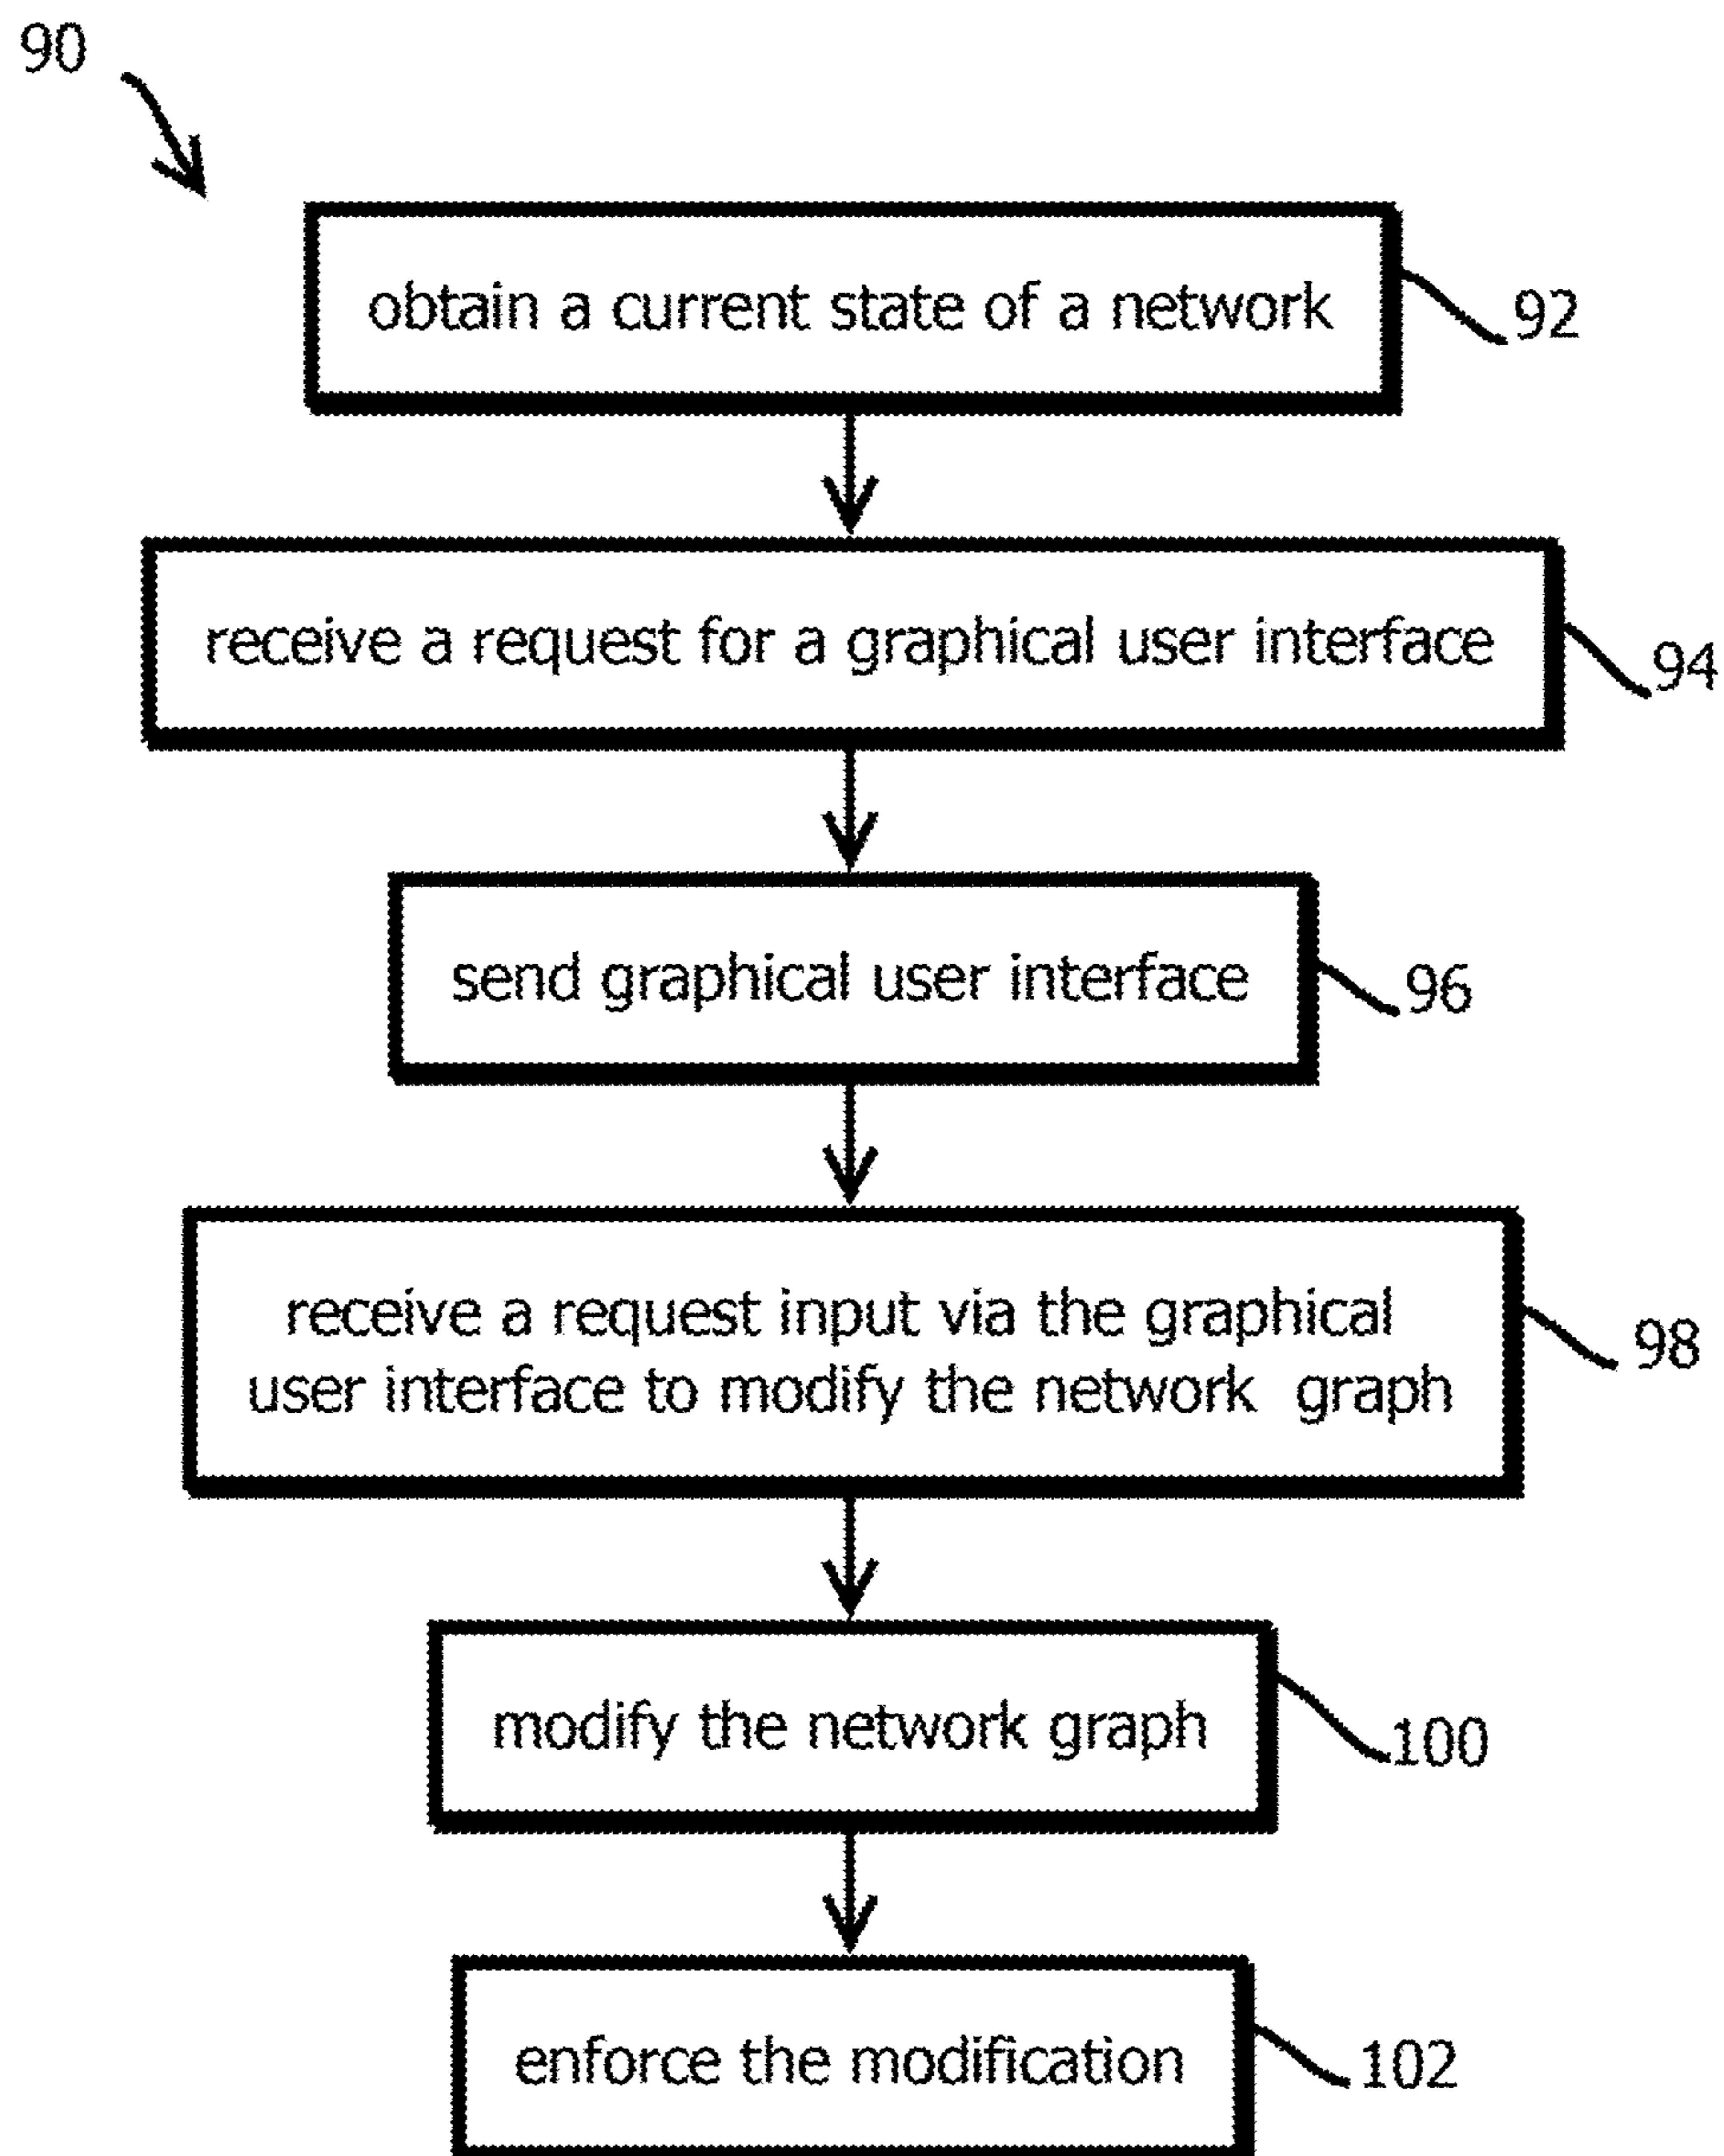 90
obtain a current state of a network
92
receive a request for a graphical user interface
94
send graphical user interface
96
receive a request input via the graphical
user interface to modify the network graph
98
modify the network graph
100
enforce the modification
102